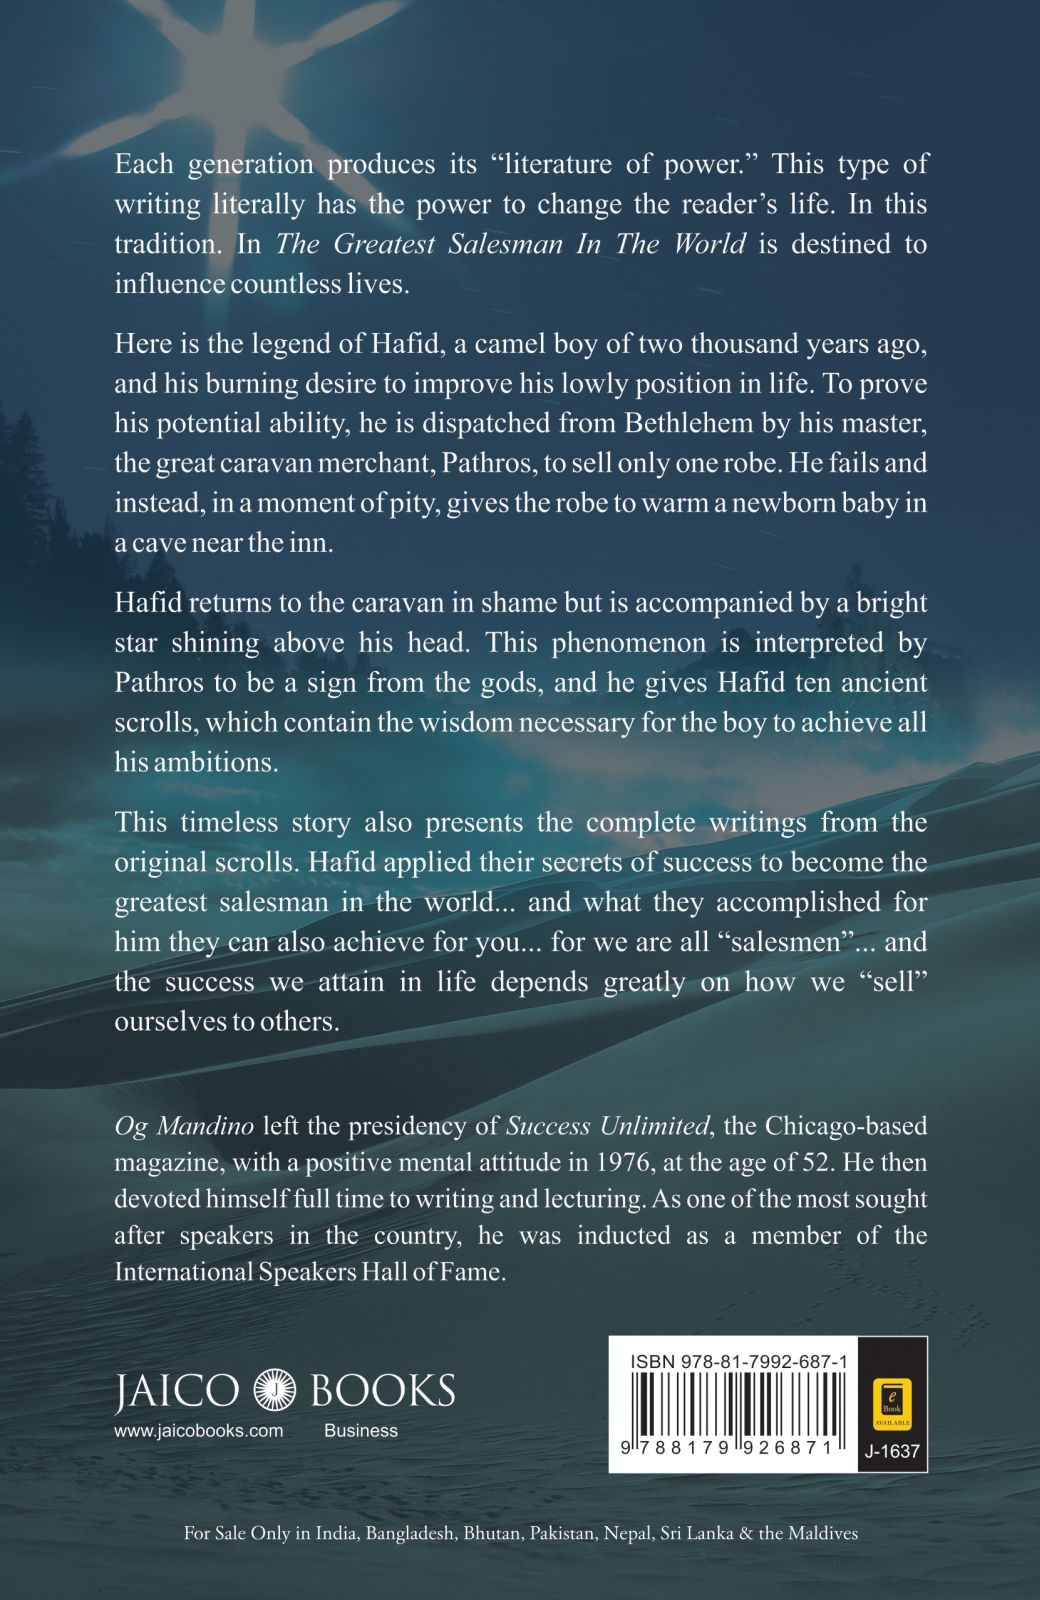 Each generation produces its “literature of power.” This type of
writing literally has the power to change the reader’s life. In this
tradition. In The Greatest Salesman In The World is destined to
influence countless lives.
Here is the legend of Hafid, a camel boy of two thousand years ago,
and his burning desire to improve his lowly position in life. To prove
his potential ability, he is dispatched from Bethlehem by his master,
the great caravan merchant, Pathros, to sell only one robe. He fails and
instead, in a moment of pity, gives the robe to warm a newborn baby in
a cave near the inn.
Hafid returns to the caravan in shame but is accompanied by a bright
star shining above his head. This phenomenon is interpreted by
Pathros to be a sign from the gods, and he gives Hafid ten ancient
scrolls, which contain the wisdom necessary for the boy to achieve all
his ambitions.
This timeless story also presents the complete writings from the
original scrolls. Hafid applied their secrets of success to become the
greatest salesman in the world... and what they accomplished for
him they can also achieve for you... for we are all “salesmen”... and
the success we attain in life depends greatly on how we “sell”
ourselves to others.
Og Mandino left the presidency of Success Unlimited, the Chicago-based
magazine, with a positive mental attitude in 1976, at the age of 52. He then
devoted himself full time to writing and lecturing. As one of the most sought
after speakers in the country, he was inducted as a member of the
International Speakers Hall of Fame.
JAICO J BOOKS
www.jaicobooks.com Business
ISBN 978-81-7992-687-1
9 788179 926871
e
Book
AVAILABLE
J-1637
For Sale Only in India, Bangladesh, Bhutan, Pakistan, Nepal, Sri Lanka & the Maldives